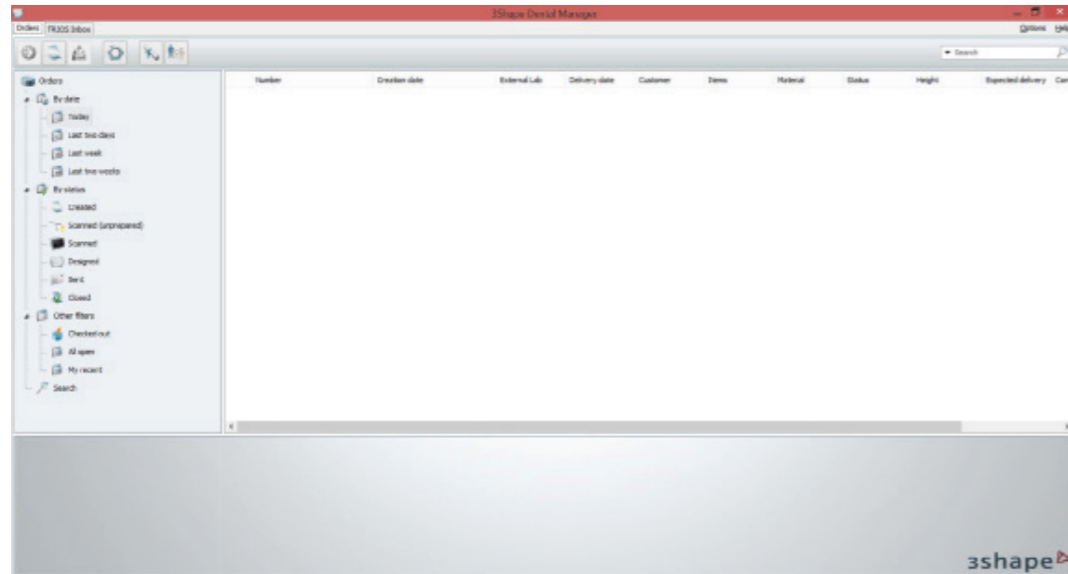 3Shape Dental Manager
Orders TRIOS Inbox
Options Help
Search
Orders
By date
Today
Last two days
Last week
Last two weeks
By status
Created
Scanned (unprepared)
Scanned
Designed
Sent
Closed
Other filters
Checked out
All open
My recent
Search
Number Creation date External Lab Delivery date Customer Items Material Status Height Expected delivery
3shape